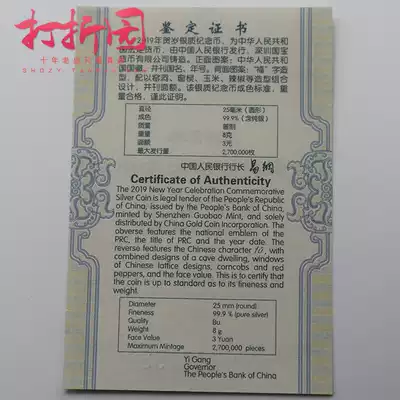 打折园
十年老店
SHDZY
鉴 定 证 书
2019年贺岁银质纪念币,为中华人民共和
国法定货币,由中国人民银行发行,深圳国宝
造币有限公司铸造。正面图案:中华人民共和
国国徽,并刊国名、年号。背面图案:“福”字造
型,配以窑洞、窗棂、玉米、辣椒等造型组合
设计,并刊面额。该银质纪念币成色标准,重
量合格,谨此证明。
直径 25毫米(圆形)
成色 99.9%(含纯银)
质量 普制
重量 8克
面额 3元
最大发行量 2,700,000枚
中国人民银行行长 易纲
Certificate of Authenticity
The 2019 New Year Celebration Commemorative
Silver Coin is legal tender of the People's Republic
of China, issued by the People's Bank of China,
minted by Shenzhen Guobao Mint, and solely
distributed by China Gold Coin Incorporation. The
obverse features the national emblem of the
PRC, the title of PRC and the year date. The
reverse features the Chinese character 福, with
combined designs of a cave dwelling, windows
of Chinese lattice designs, corncobs and red
peppers, and the face value. This is to certify that
the coin is up to standard as to its fineness and
weight.
Diameter 25 mm (round)
Fineness 99.9 % (pure silver)
Quality Bu
Weight 8 g
Face Value 3 Yuan
Maximum Mintage 2,700,000 pieces
Yi Gang
Governor
The People's Bank of China